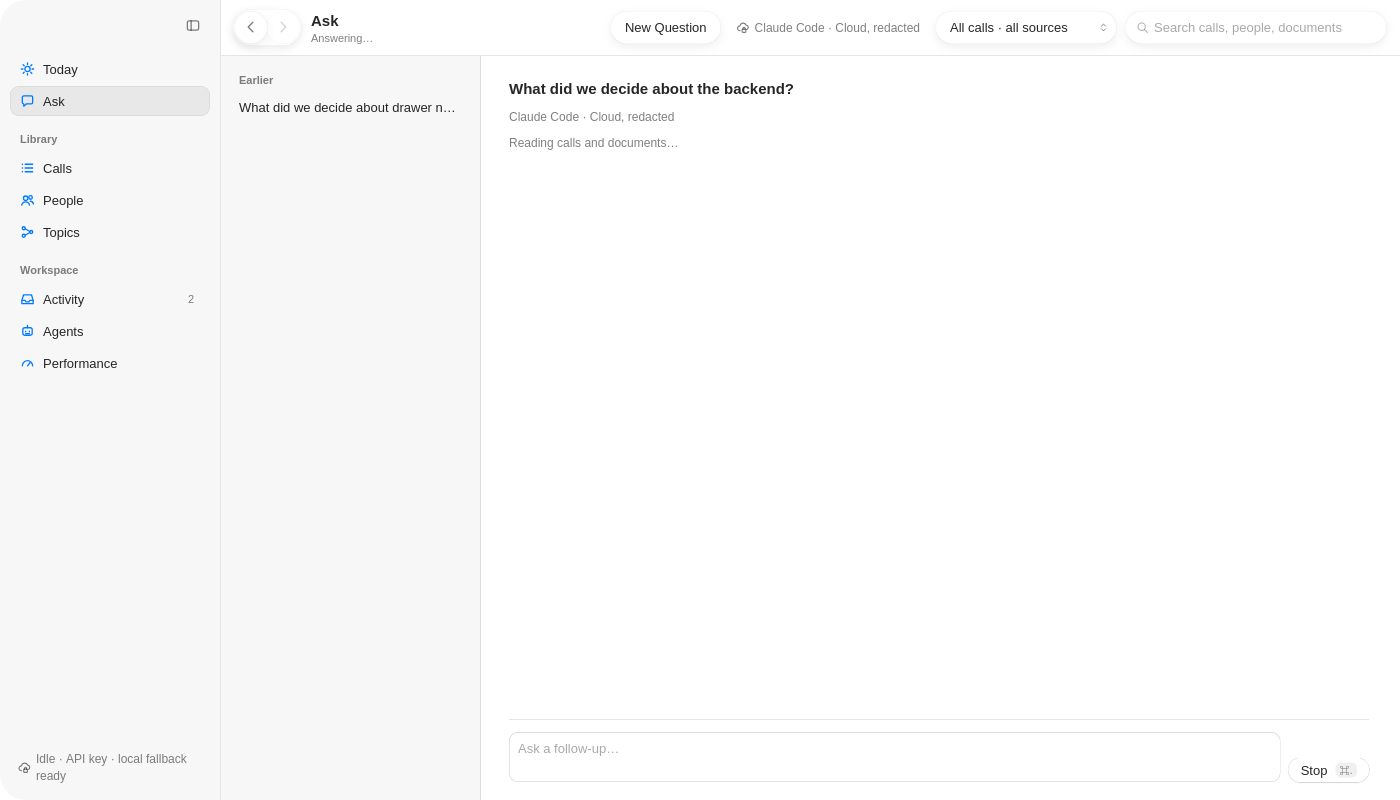 Ask
Answering…
New Question
Claude Code · Cloud, redacted
All calls · all sources
Search calls, people, documents
Today
Ask
Library
Calls
People
Topics
Workspace
Activity 2
Agents
Performance
Idle · API key · local fallback
ready
Earlier
What did we decide about drawer n…
What did we decide about the backend?
Claude Code · Cloud, redacted
Reading calls and documents…
Ask a follow-up…
Stop ⌘.